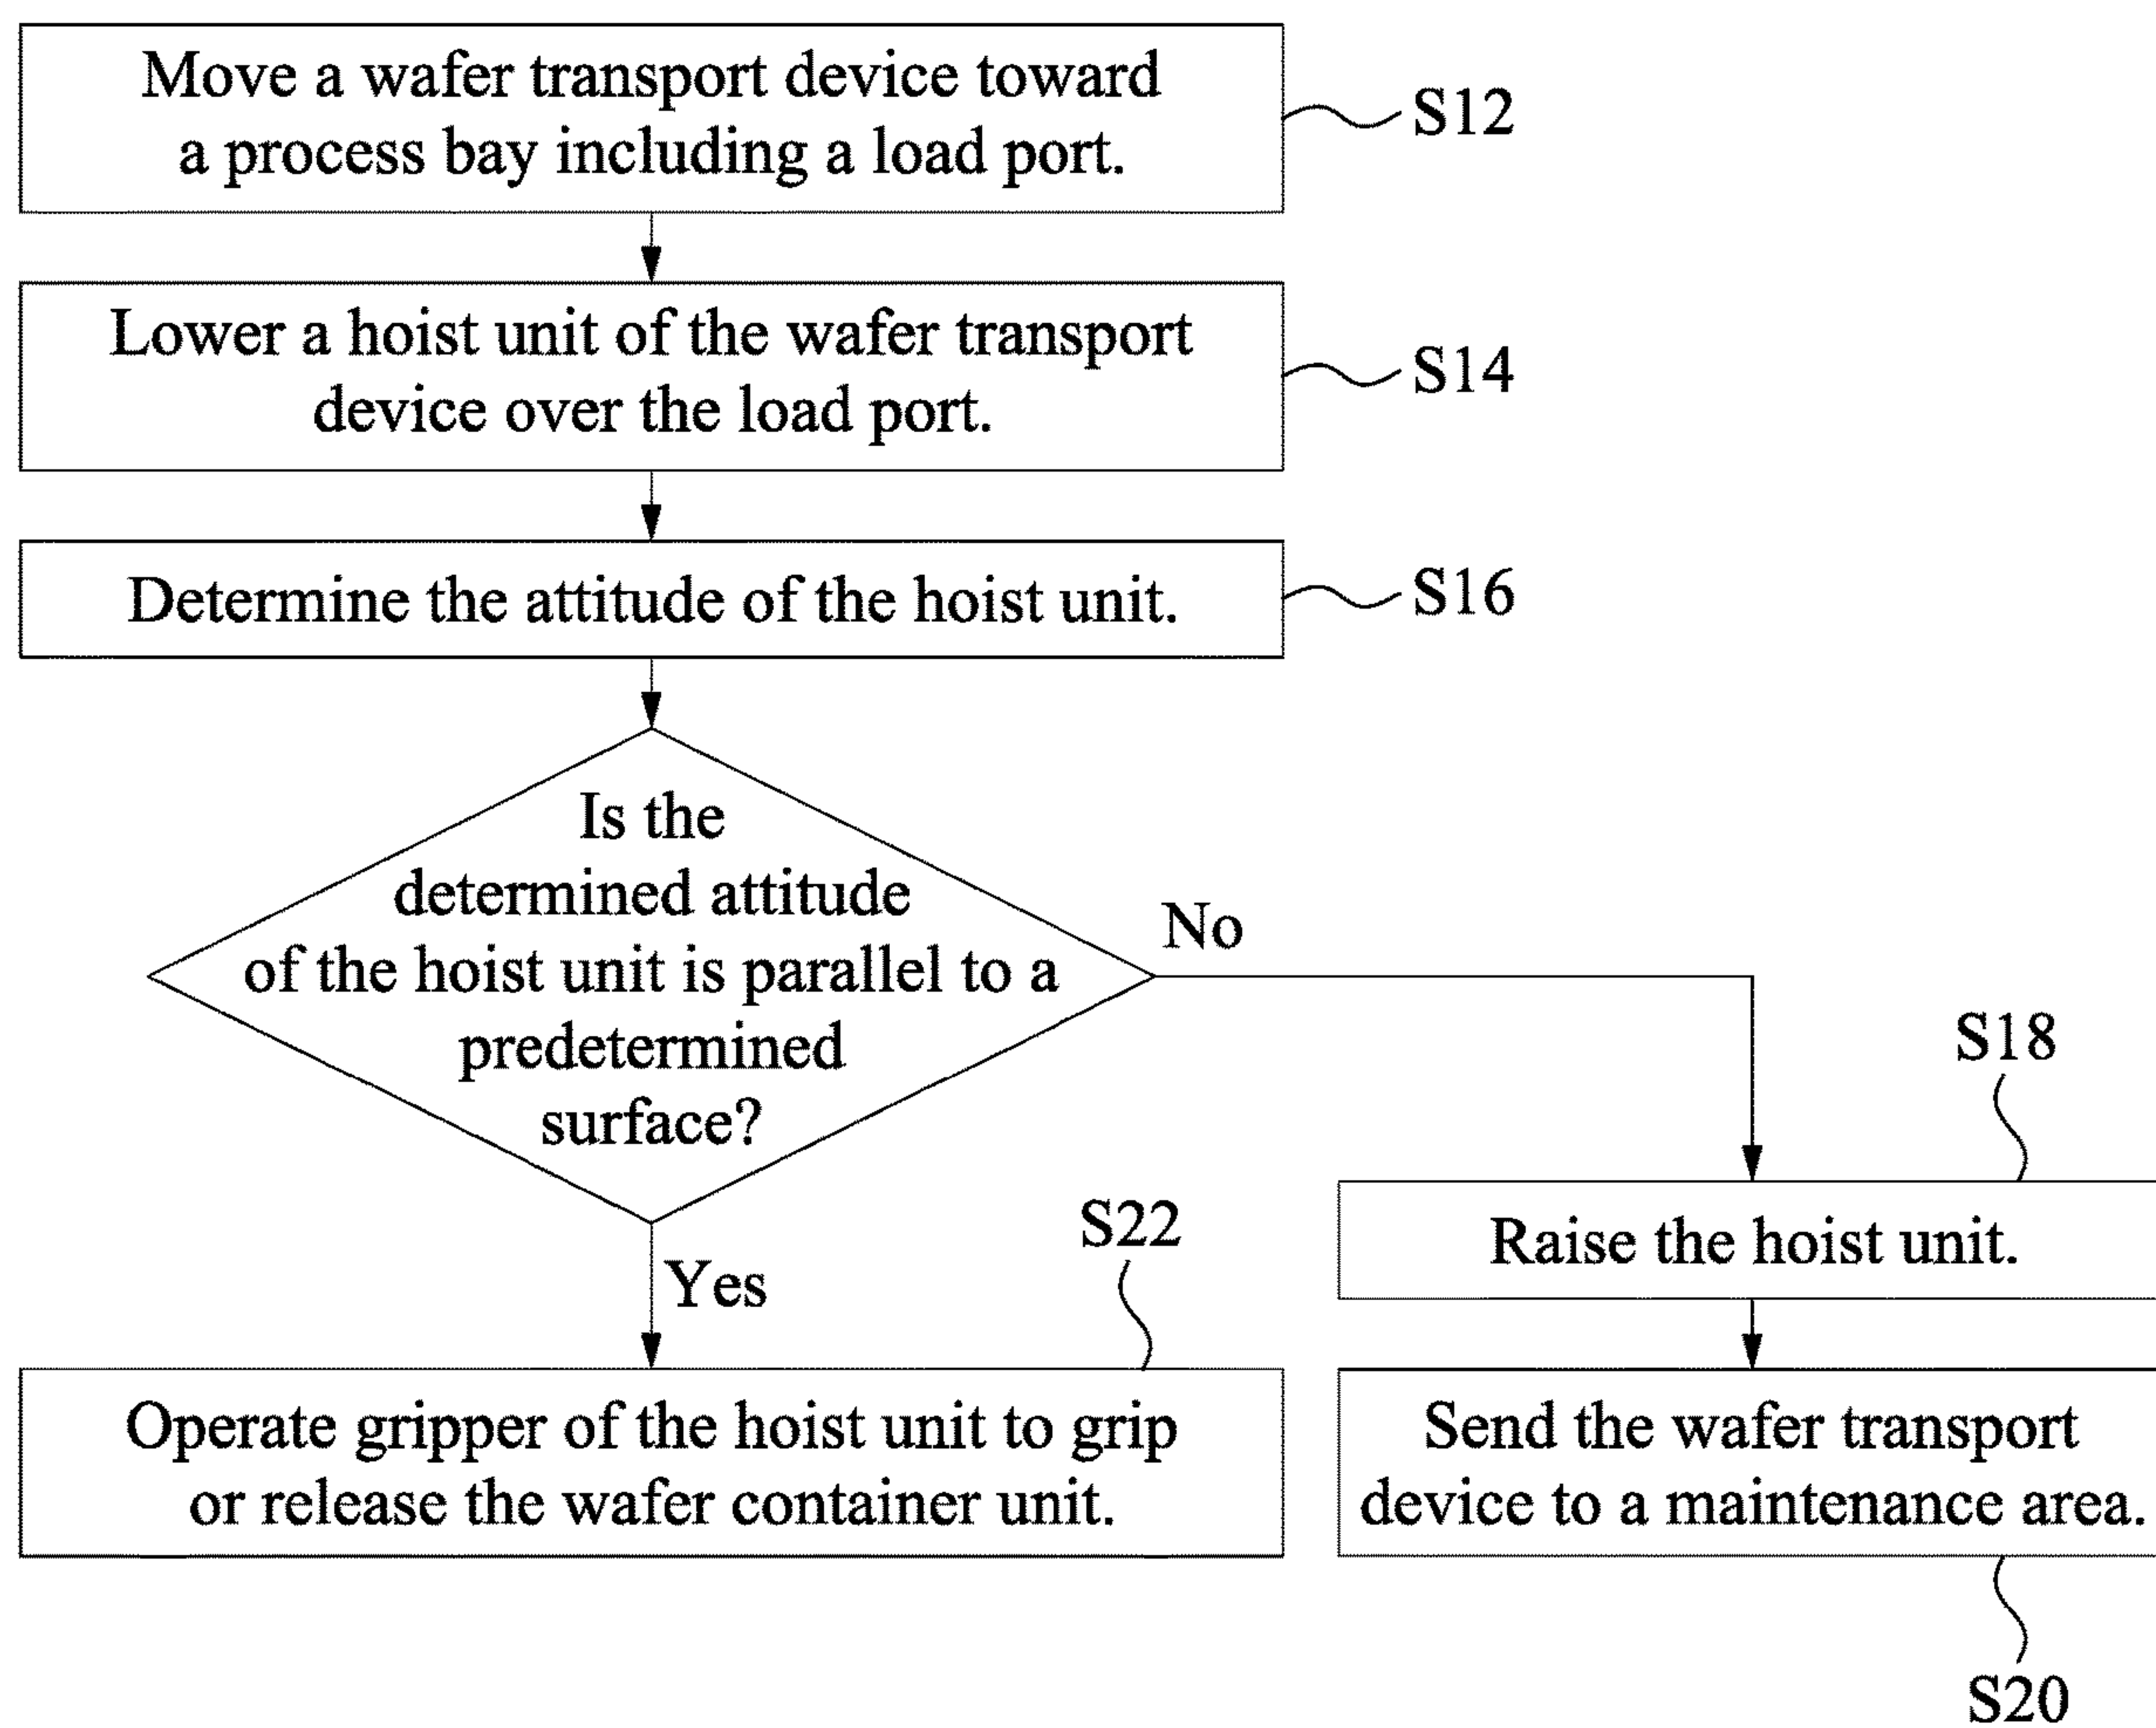 Move a wafer transport device toward
a process bay including a load port.
S12
Lower a hoist unit of the wafer transport
device over the load port.
S14
Determine the attitude of the hoist unit.
S16
Is the
determined attitude
of the hoist unit is parallel to a
predetermined
surface?
No
Yes
S18
Raise the hoist unit.
S22
Operate gripper of the hoist unit to grip
or release the wafer container unit.
Send the wafer transport
device to a maintenance area.
S20